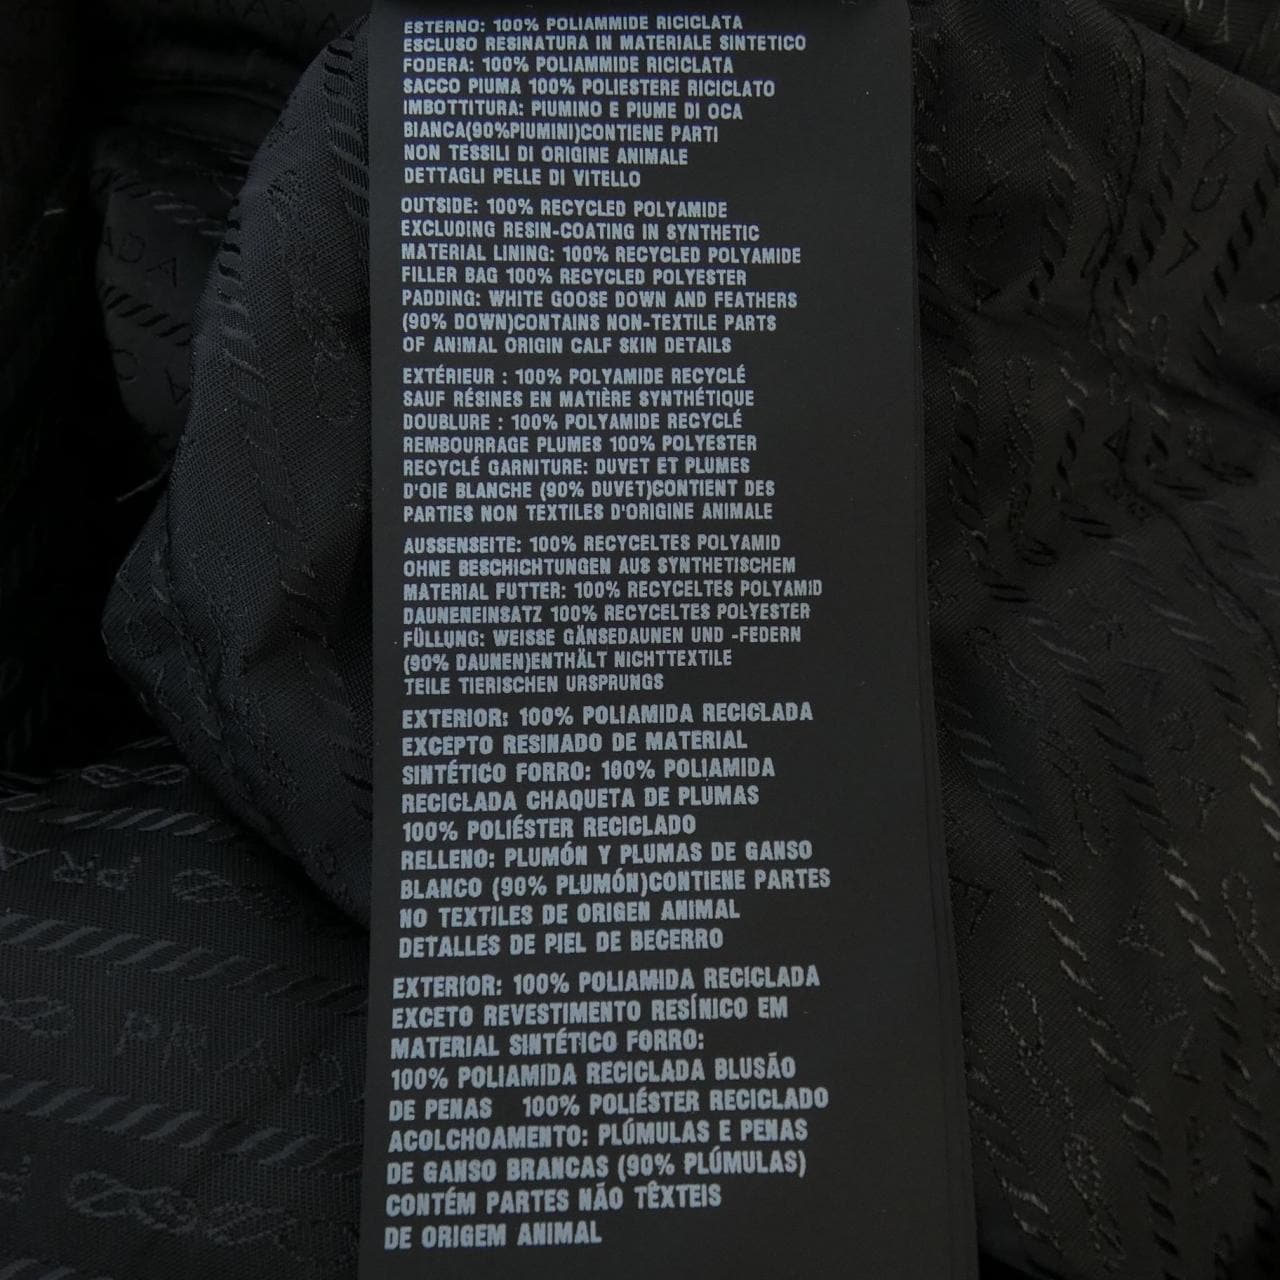 ESTERNO: 100% POLIAMMIDE RICICLATA
ESCLUSO RESINATURA IN MATERIALE SINTETICO
FODERA: 100% POLIAMMIDE RICICLATA
SACCO PIUMA 100% POLIESTERE RICICLATO
IMBOTTITURA: PIUMINO E PIUME DI OCA
BIANCA(90%PIUMINI)CONTIENE PARTI
NON TESSILI DI ORIGINE ANIMALE
DETTAGLI PELLE DI VITELLO
OUTSIDE: 100% RECYCLED POLYAMIDE
EXCLUDING RESIN-COATING IN SYNTHETIC
MATERIAL LINING: 100% RECYCLED POLYAMIDE
FILLER BAG 100% RECYCLED POLYESTER
PADDING: WHITE GOOSE DOWN AND FEATHERS
(90% DOWN)CONTAINS NON-TEXTILE PARTS
OF ANIMAL ORIGIN CALF SKIN DETAILS
EXTÉRIEUR : 100% POLYAMIDE RECYCLÉ
SAUF RÉSINES EN MATIÈRE SYNTHÉTIQUE
DOUBLURE : 100% POLYAMIDE RECYCLÉ
REMBOURRAGE PLUMES 100% POLYESTER
RECYCLÉ GARNITURE: DUVET ET PLUMES
D'OIE BLANCHE (90% DUVET)CONTIENT DES
PARTIES NON TEXTILES D'ORIGINE ANIMALE
AUSSENSEITE: 100% RECYCELTES POLYAMID
OHNE BESCHICHTUNGEN AUS SYNTHETISCHEM
MATERIAL FUTTER: 100% RECYCELTES POLYAMID
DAUNENEINSATZ 100% RECYCELTES POLYESTER
FÜLLUNG: WEISSE GÄNSEDAUNEN UND -FEDERN
(90% DAUNEN)ENTHÄLT NICHTTEXTILE
TEILE TIERISCHEN URSPRUNGS
EXTERIOR: 100% POLIAMIDA RECICLADA
EXCEPTO RESINADO DE MATERIAL
SINTÉTICO FORRO: 100% POLIAMIDA
RECICLADA CHAQUETA DE PLUMAS
100% POLIÉSTER RECICLADO
RELLENO: PLUMÓN Y PLUMAS DE GANSO
BLANCO (90% PLUMÓN)CONTIENE PARTES
NO TEXTILES DE ORIGEN ANIMAL
DETALLES DE PIEL DE BECERRO
EXTERIOR: 100% POLIAMIDA RECICLADA
EXCETO REVESTIMENTO RESÍNICO EM
MATERIAL SINTÉTICO FORRO:
100% POLIAMIDA RECICLADA BLUSÃO
DE PENAS 100% POLIÉSTER RECICLADO
ACOLCHOAMENTO: PLÚMULAS E PENAS
DE GANSO BRANCAS (90% PLÚMULAS)
CONTÉM PARTES NÃO TÊXTEIS
DE ORIGEM ANIMAL
PRAD